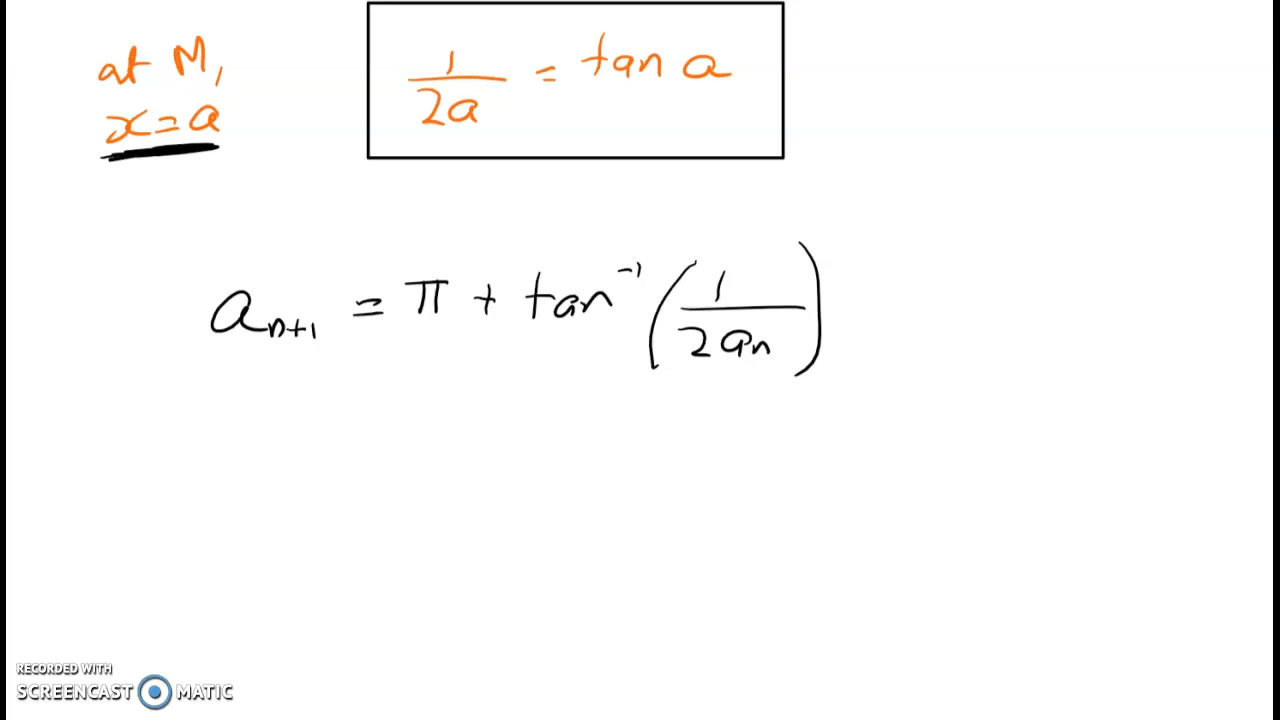 at M,
x = a
1/2a = tan a
a_{n+1} = π + tan⁻¹ (1/2a_n)
RECORDED WITH
SCREENCAST MATIC